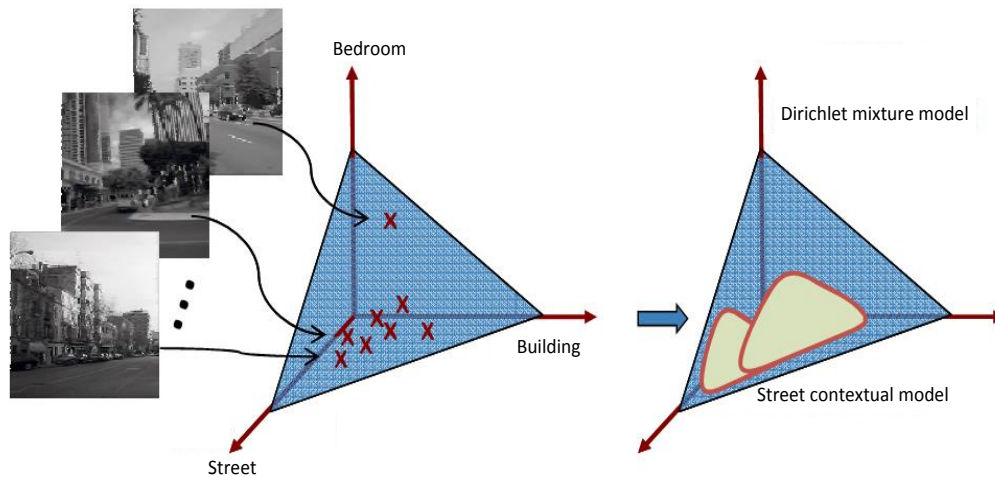 Bedroom
Building
Street
Dirichlet mixture model
Street contextual model